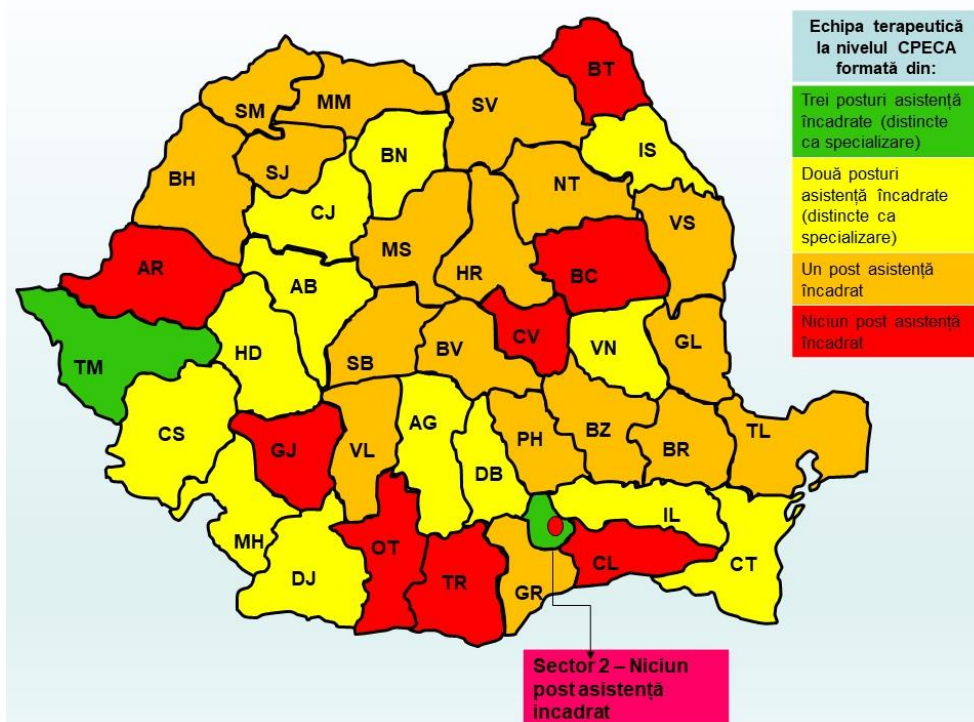 Echipa terapeutică
la nivelul CPECA
formată din:
Trei posturi asistență
încadrate (distincte
ca specializare)
Două posturi
asistență încadrate
(distincte ca
specializare)
Un post asistență
încadrat
Niciun post asistență
încadrat
BT
SM
MM
SV
IS
BN
SJ
BH
NT
CJ
VS
MS
AR
HR
BC
AB
CV
HD
SB
BV
VN
GL
TM
CS
GJ
VL
AG
PH
BZ
BR
TL
DB
IL
MH
OT
CL
CT
DJ
TR
GR
Sector 2 – Niciun
post asistență
incadrat